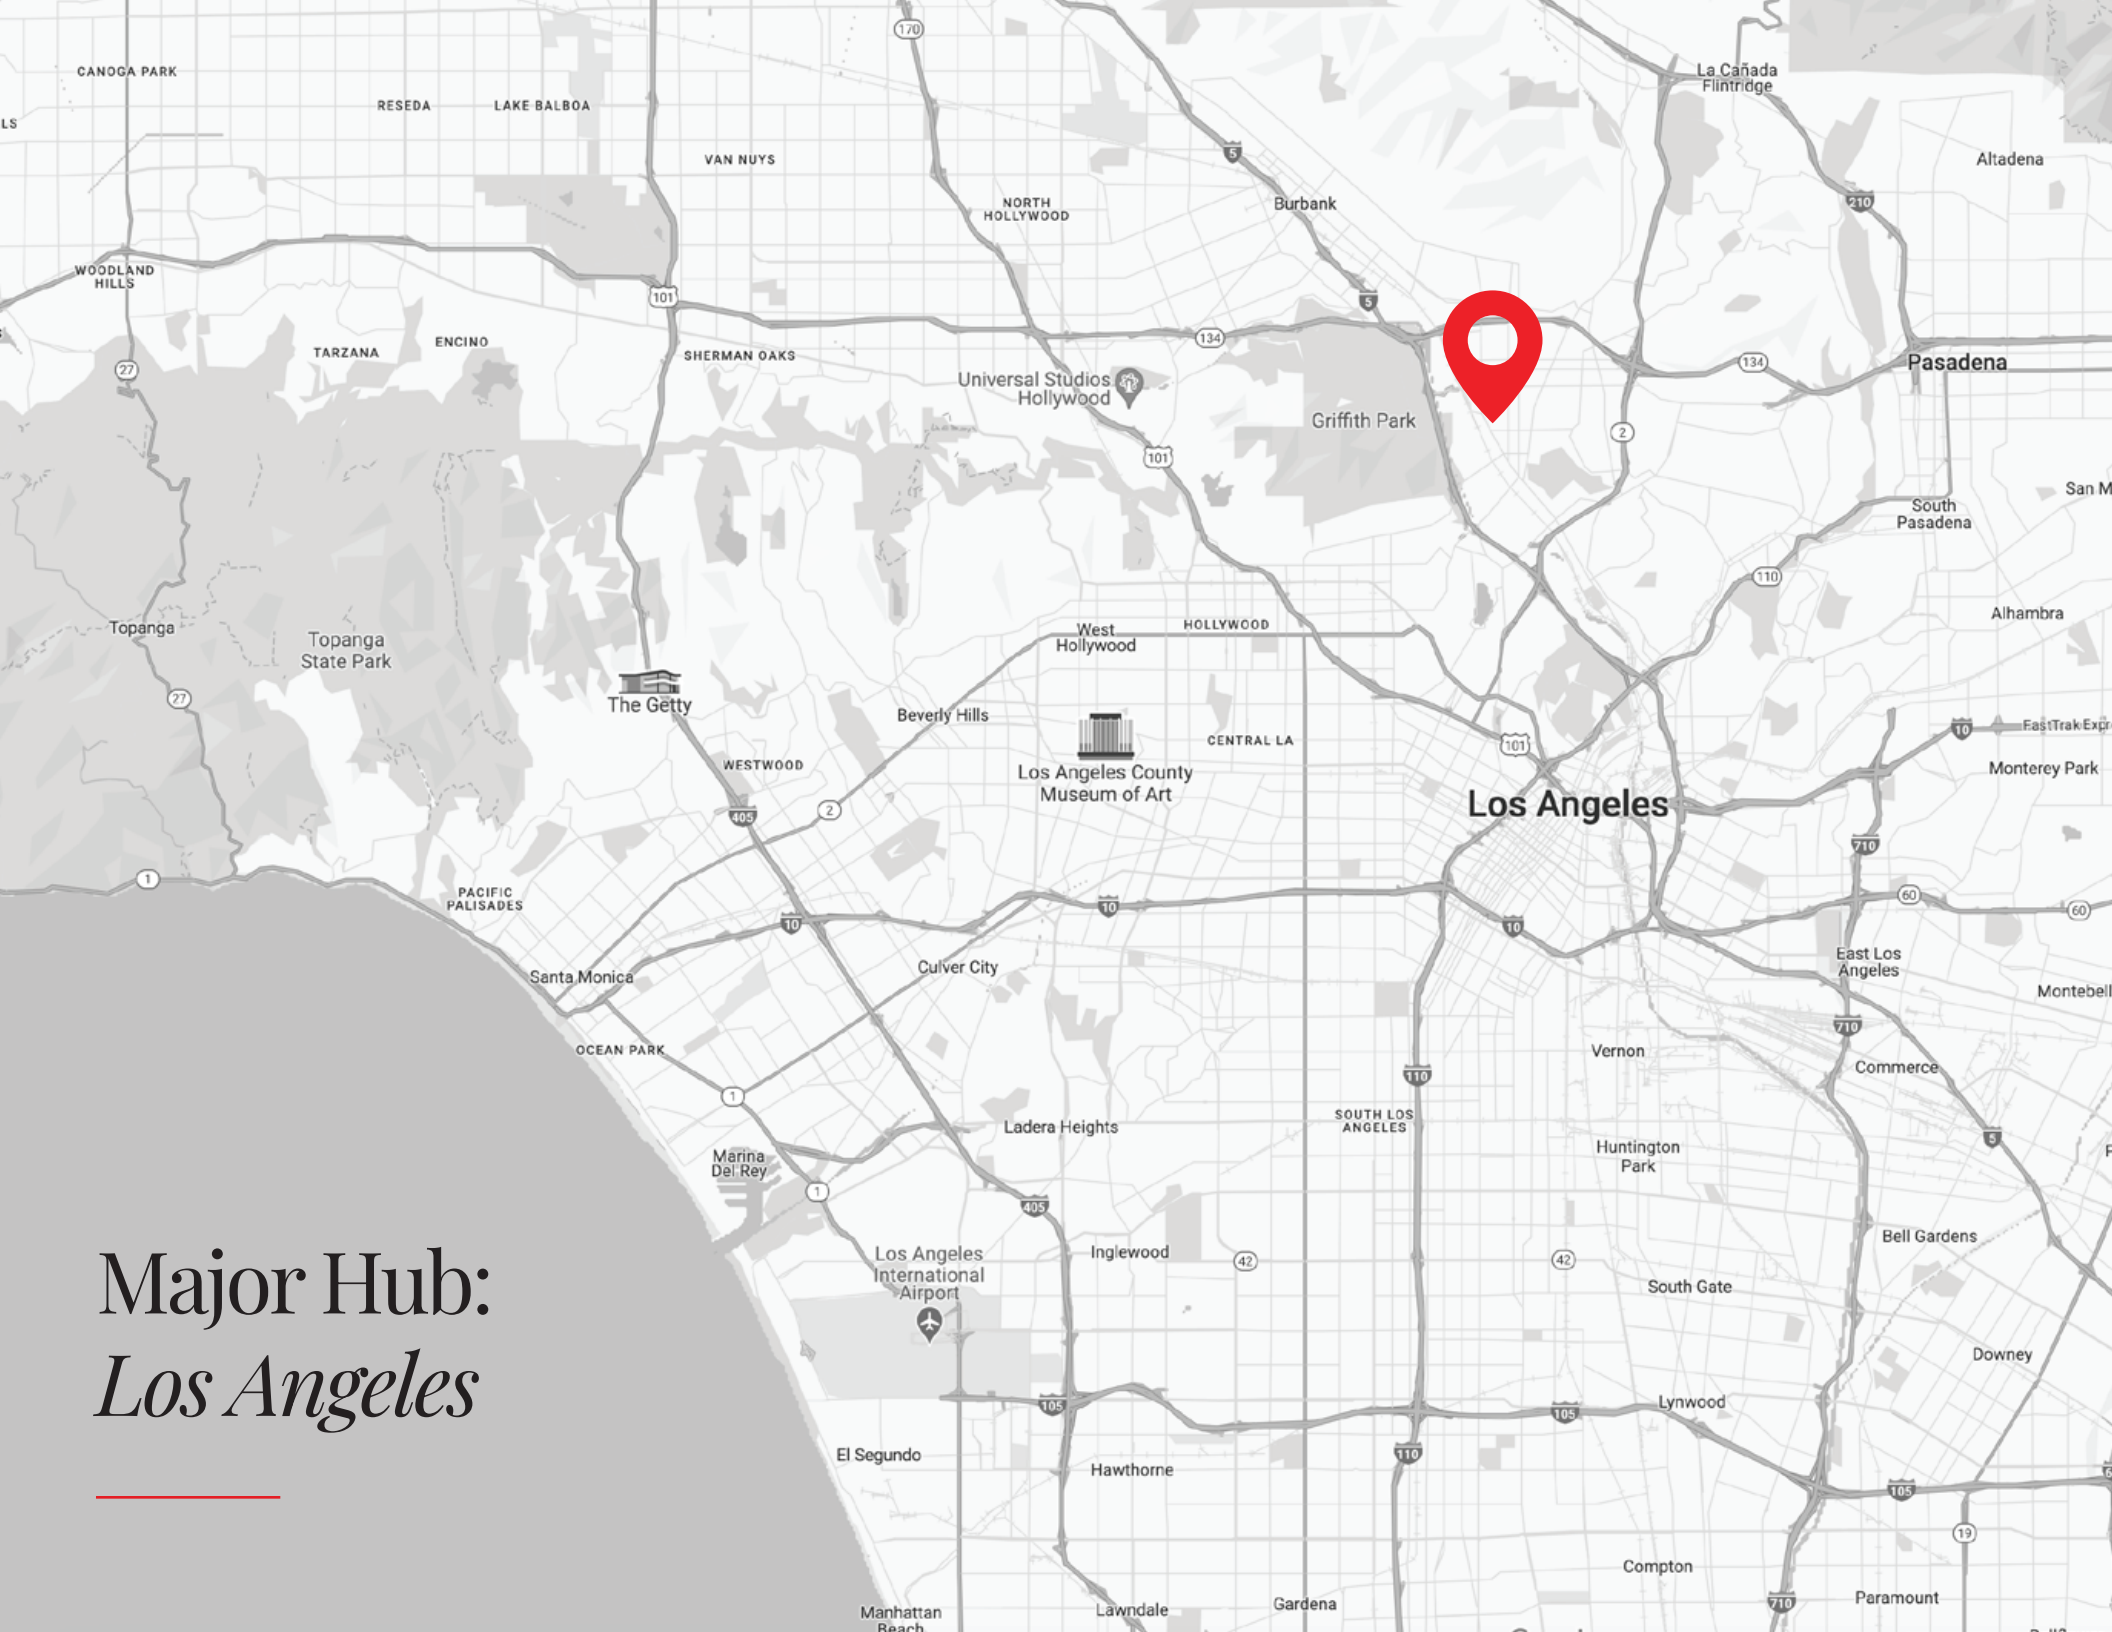 170
CANOGA PARK
La Cañada
Flintridge
RESEDA
LAKE BALBOA
LS
5
VAN NUYS
Altadena
210
Burbank
NORTH
HOLLYWOOD
WOODLAND
HILLS
101
5
134
ENCINO
TARZANA
SHERMAN OAKS
27
134
Pasadena
Universal Studios
Hollywood
Griffith Park
2
101
San M
South
Pasadena
110
Alhambra
Topanga
West
Hollywood
HOLLYWOOD
Topanga
State Park
27
The Getty
Beverly Hills
10
FastTrak Expr
CENTRAL LA
101
WESTWOOD
Los Angeles County
Museum of Art
Monterey Park
Los Angeles
2
405
710
1
PACIFIC
PALISADES
10
60
60
10
10
East Los
Angeles
Culver City
Santa Monica
Montebell
710
OCEAN PARK
Vernon
Commerce
110
1
SOUTH LOS
ANGELES
Ladera Heights
5
Huntington
Park
Marina
Del Rey
1
405
Bell Gardens
Inglewood
42
42
Los Angeles
International
Airport
South Gate
Major Hub:
Los Angeles
Downey
105
105
Lynwood
El Segundo
110
Hawthorne
105
19
Compton
Manhattan
Beach
Lawndale
Gardena
710
Paramount